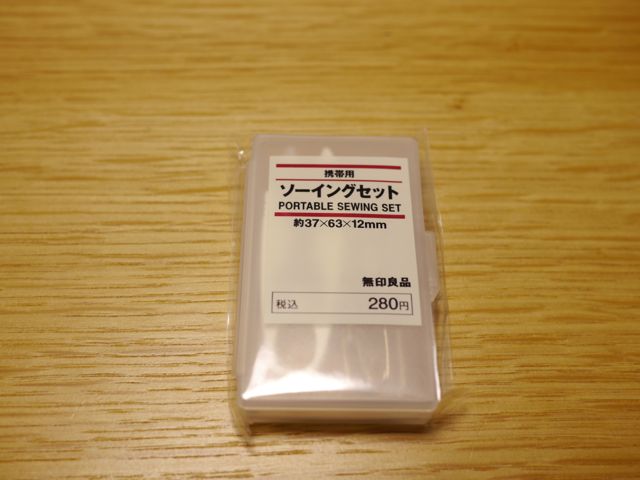 携帯用
ソーイングセット
PORTABLE SEWING SET
約37×63×12mm
無印良品
税込 280円